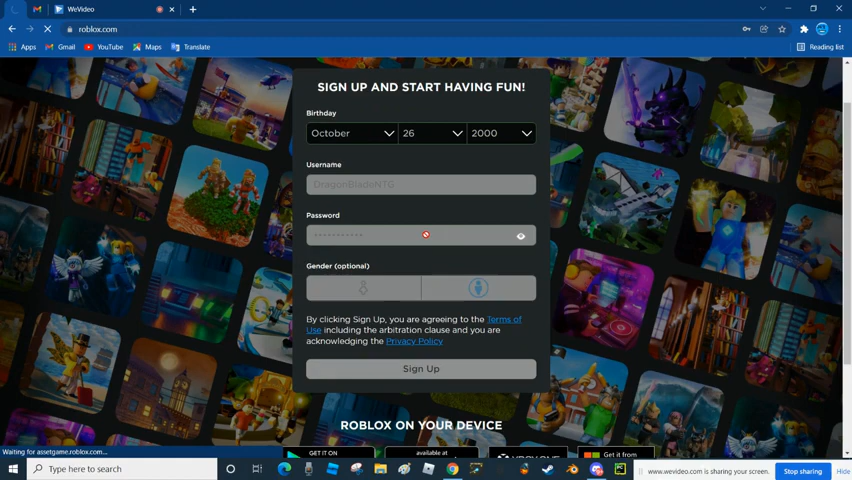 WeVideo
roblox.com
Apps Gmail YouTube Maps Translate Reading list
SIGN UP AND START HAVING FUN!
Birthday
October 26 2000
Username
DragonBladeNTG
Password
Gender (optional)
By clicking Sign Up, you are agreeing to the Terms of
Use including the arbitration clause and you are
acknowledging the Privacy Policy
Sign Up
ROBLOX ON YOUR DEVICE
GET IT ON available at XBOX ONE Get it from
Waiting for assetgame.roblox.com...
Type here to search
www.wevideo.com is sharing your screen. Stop sharing Hide